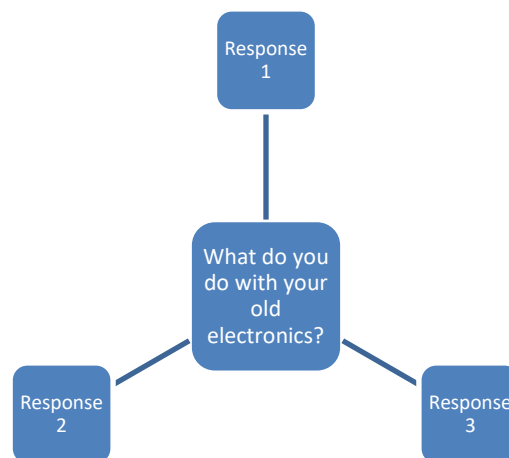 Response
1
What do you
do with your
old
electronics?
Response
2
Response
3